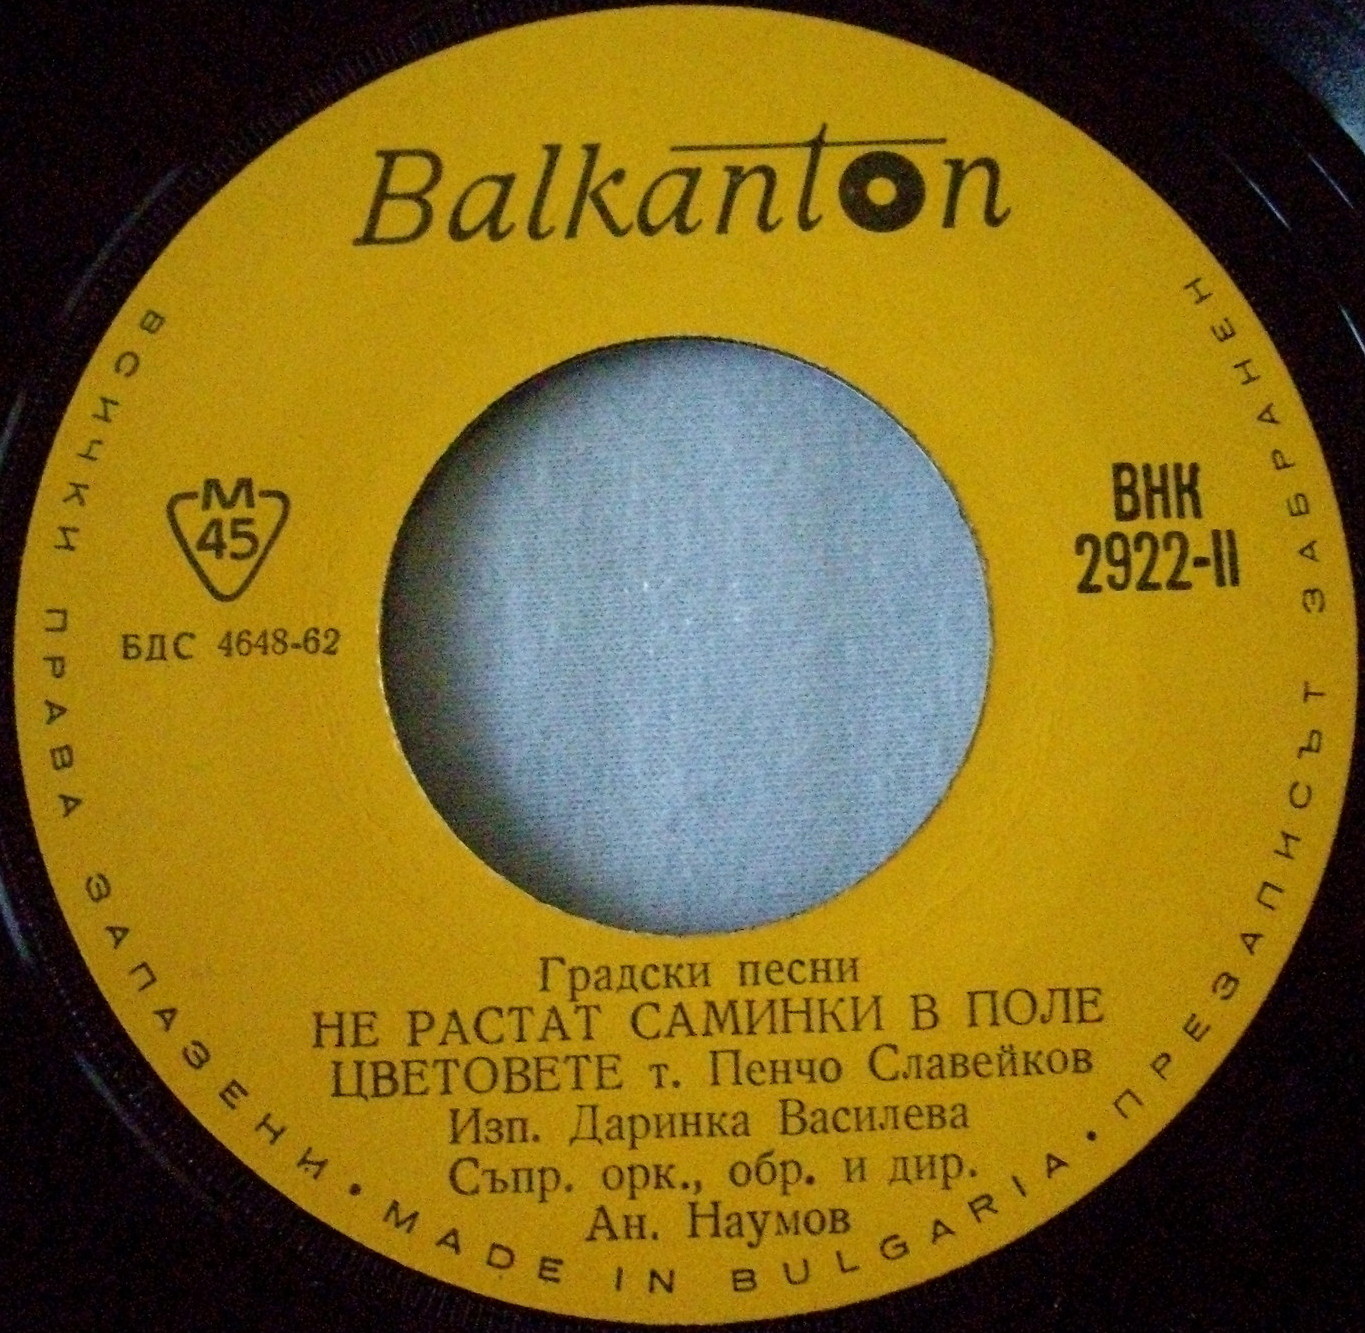 Balkanton
М
45
БДС 4648-62
ВНК
2922-II
Градски песни
НЕ РАСТАТ САМИНКИ В ПОЛЕ
ЦВЕТОВЕТЕ т. Пенчо Славейков
Изп. Даринка Василева
Съпр. орк., обр. и дир.
Ан. Наумов
ВСИЧКИ ПРАВА ЗАПАЗЕНИ • MADE IN BULGARIA • ПРЕЗАПИСЪТ ЗАБРАНЕН